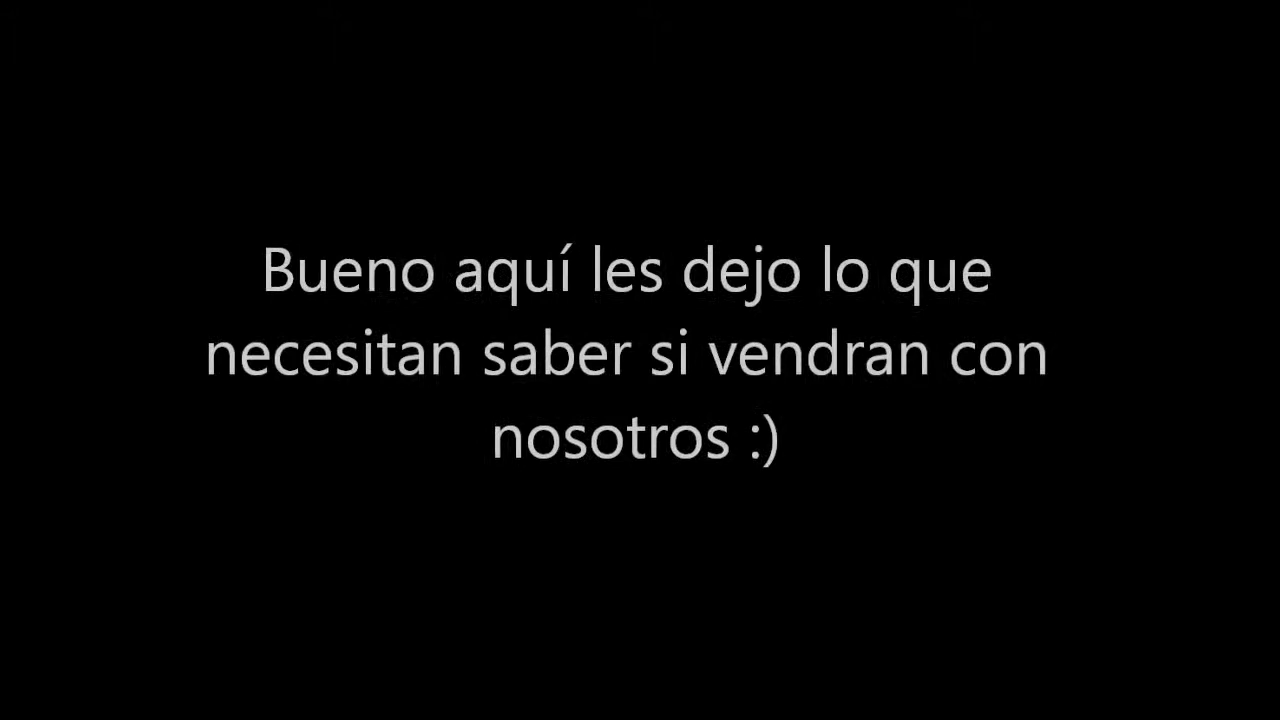 Bueno aquí les dejo lo que
necesitan saber si vendran con
nosotros :)